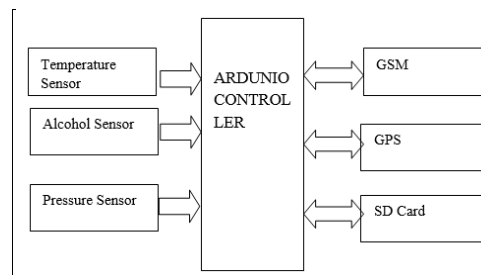 Temperature
Sensor
Alcohol Sensor
Pressure Sensor
ARDUNIO
CONTROL
LER
GSM
GPS
SD Card